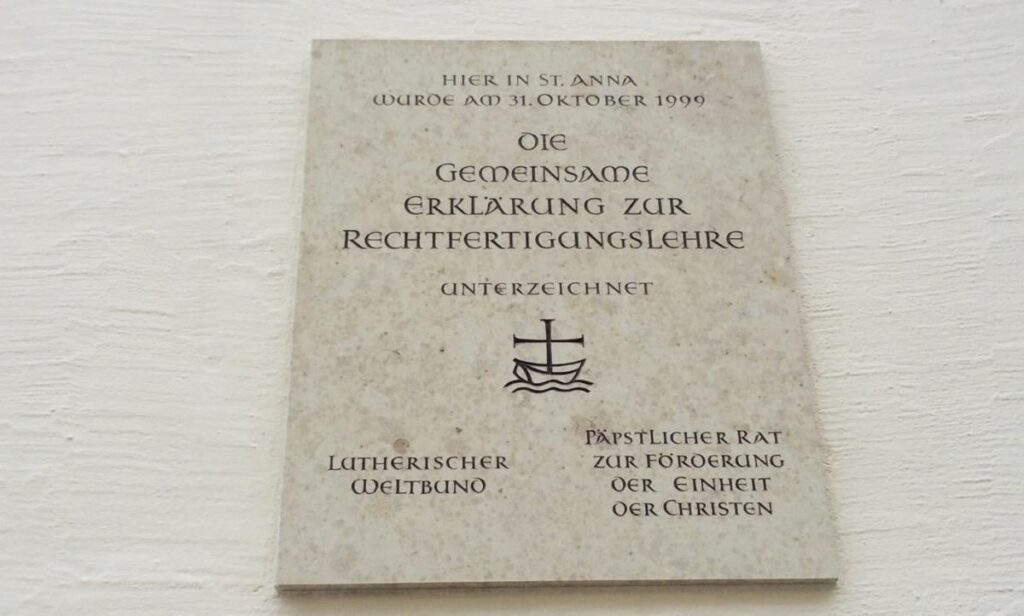 HIER IN ST. ANNA
WURDE AM 31. OKTOBER 1999
DIE
GEMEINSAME
ERKLÄRUNG ZUR
RECHTFERTIGUNGSLEHRE
UNTERZEICHNET
LUTHERISCHER
WELTBUND
PÄPSTLICHER RAT
ZUR FÖRDERUNG
DER EINHEIT
DER CHRISTEN